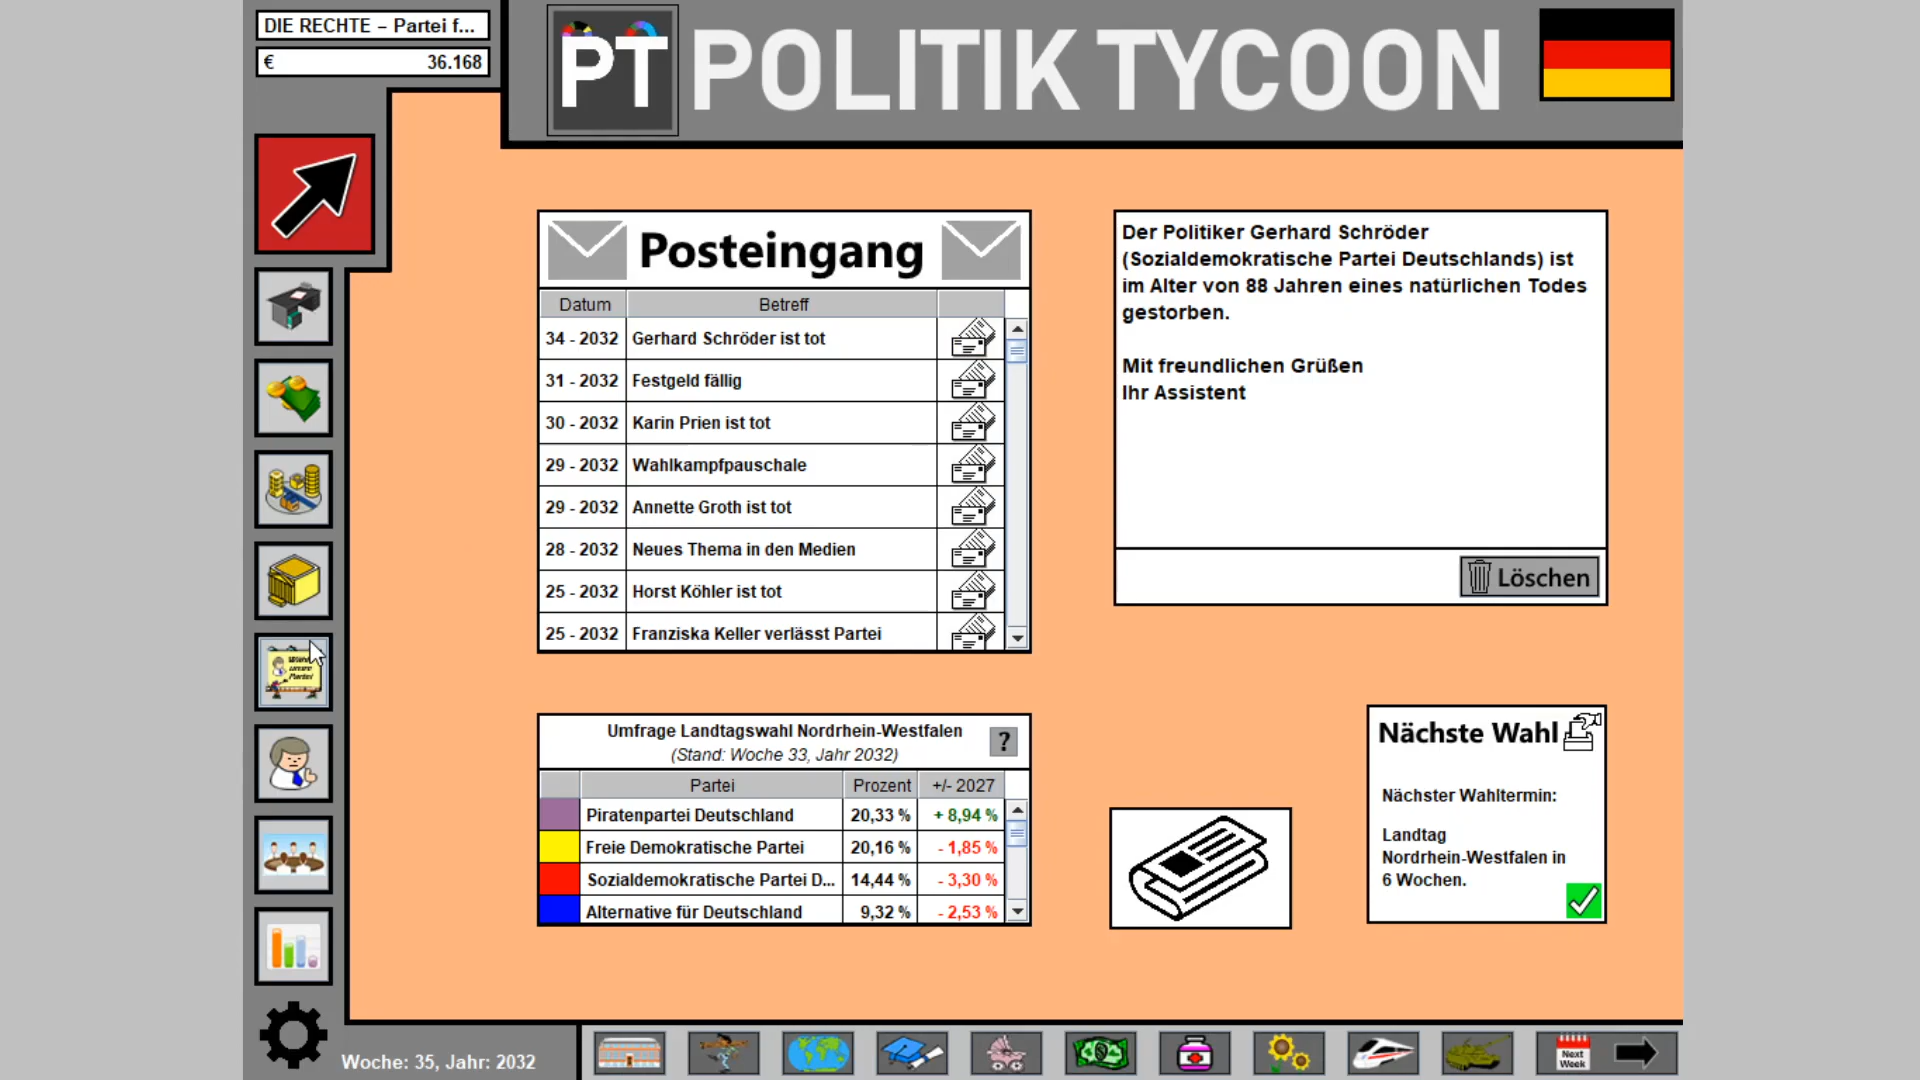 DIE RECHTE – Partei f...
€ 36.168
PT POLITIK TYCOON
Posteingang
Datum Betreff
34 - 2032 Gerhard Schröder ist tot
31 - 2032 Festgeld fällig
30 - 2032 Karin Prien ist tot
29 - 2032 Wahlkampfpauschale
29 - 2032 Annette Groth ist tot
28 - 2032 Neues Thema in den Medien
25 - 2032 Horst Köhler ist tot
25 - 2032 Franziska Keller verlässt Partei
Der Politiker Gerhard Schröder
(Sozialdemokratische Partei Deutschlands) ist
im Alter von 88 Jahren eines natürlichen Todes
gestorben.
Mit freundlichen Grüßen
Ihr Assistent
Löschen
Umfrage Landtagswahl Nordrhein-Westfalen
(Stand: Woche 33, Jahr 2032)
?
Partei Prozent +/- 2027
Piratenpartei Deutschland 20,33 % + 8,94 %
Freie Demokratische Partei 20,16 % - 1,85 %
Sozialdemokratische Partei D... 14,44 % - 3,30 %
Alternative für Deutschland 9,32 % - 2,53 %
Nächste Wahl
Nächster Wahltermin:
Landtag
Nordrhein-Westfalen in
6 Wochen.
Woche: 35, Jahr: 2032
Next
Week